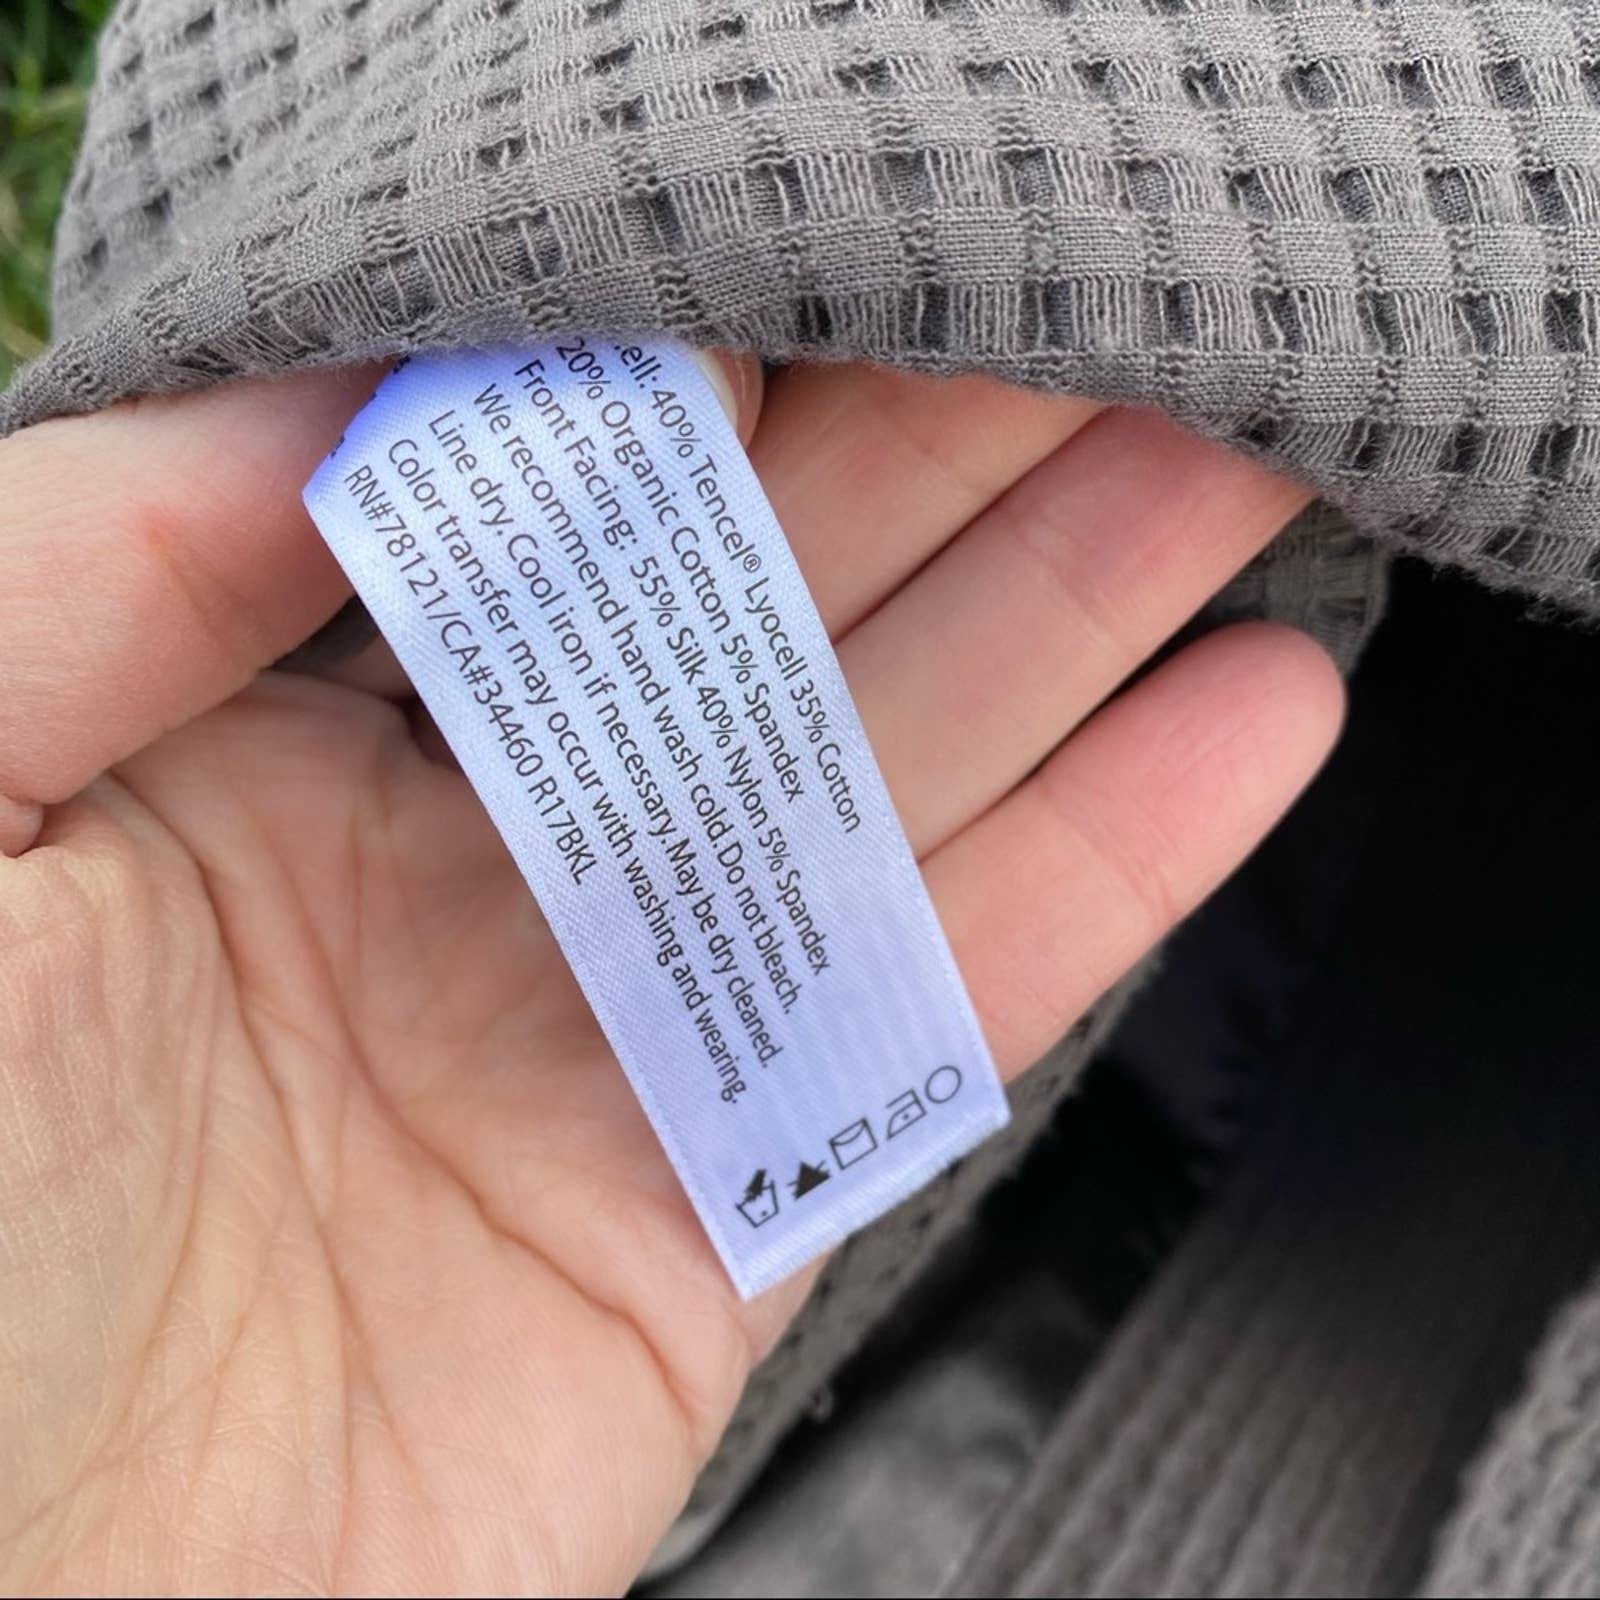 ell: 40% Tencel® Lyocell 35% Cotton
20% Organic Cotton 5% Spandex
Front Facing: 55% Silk 40% Nylon 5% Spandex
We recommend hand wash cold. Do not bleach.
Line dry. Cool iron if necessary. May be dry cleaned.
Color transfer may occur with washing and wearing.
RN#78121/CA#34460 R17BKL